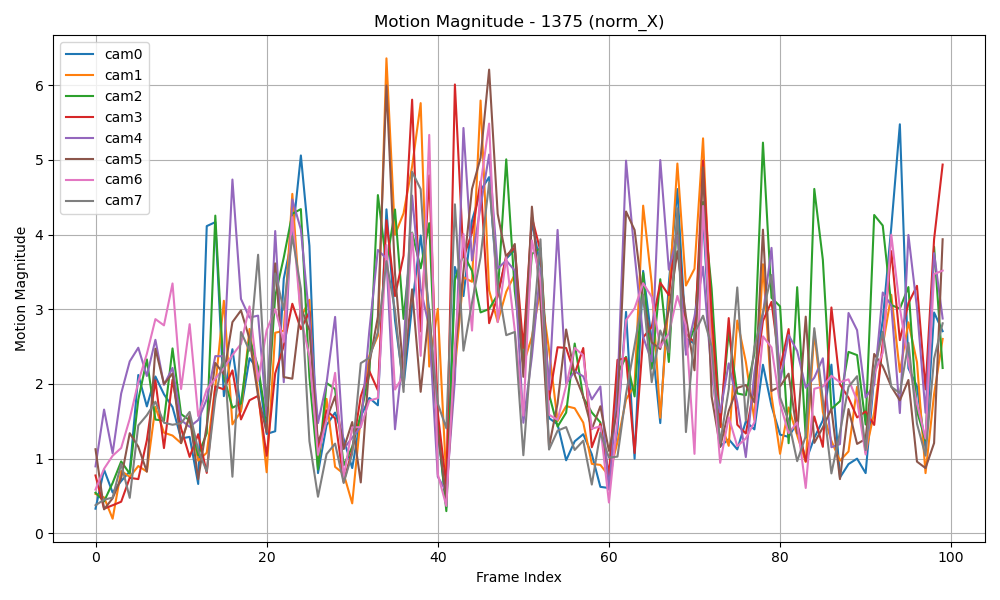 Motion Magnitude - 1375 (norm_X)
cam0
cam1
cam2
cam3
cam4
cam5
cam6
cam7
Motion Magnitude
0
1
2
3
4
5
6
0
20
40
60
80
100
Frame Index